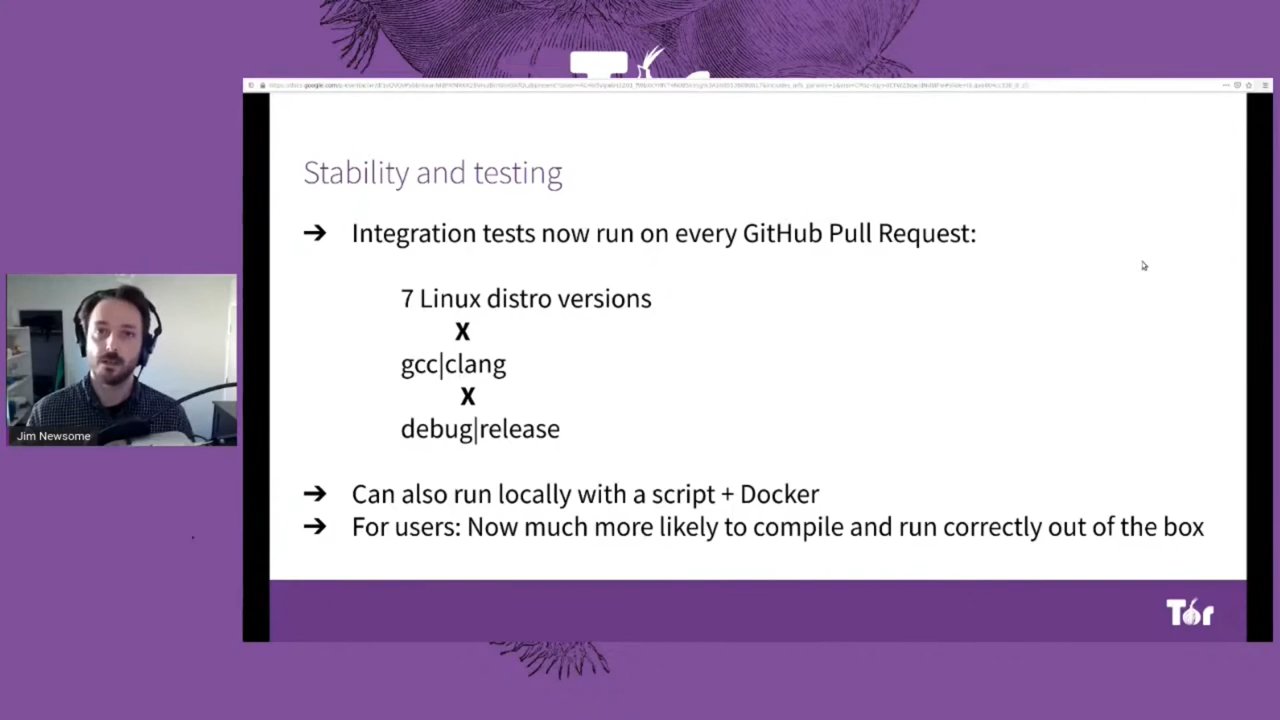 Stability and testing
➔ Integration tests now run on every GitHub Pull Request:
7 Linux distro versions
X
gcc|clang
X
debug|release
➔ Can also run locally with a script + Docker
➔ For users: Now much more likely to compile and run correctly out of the box
Jim Newsome
Tor